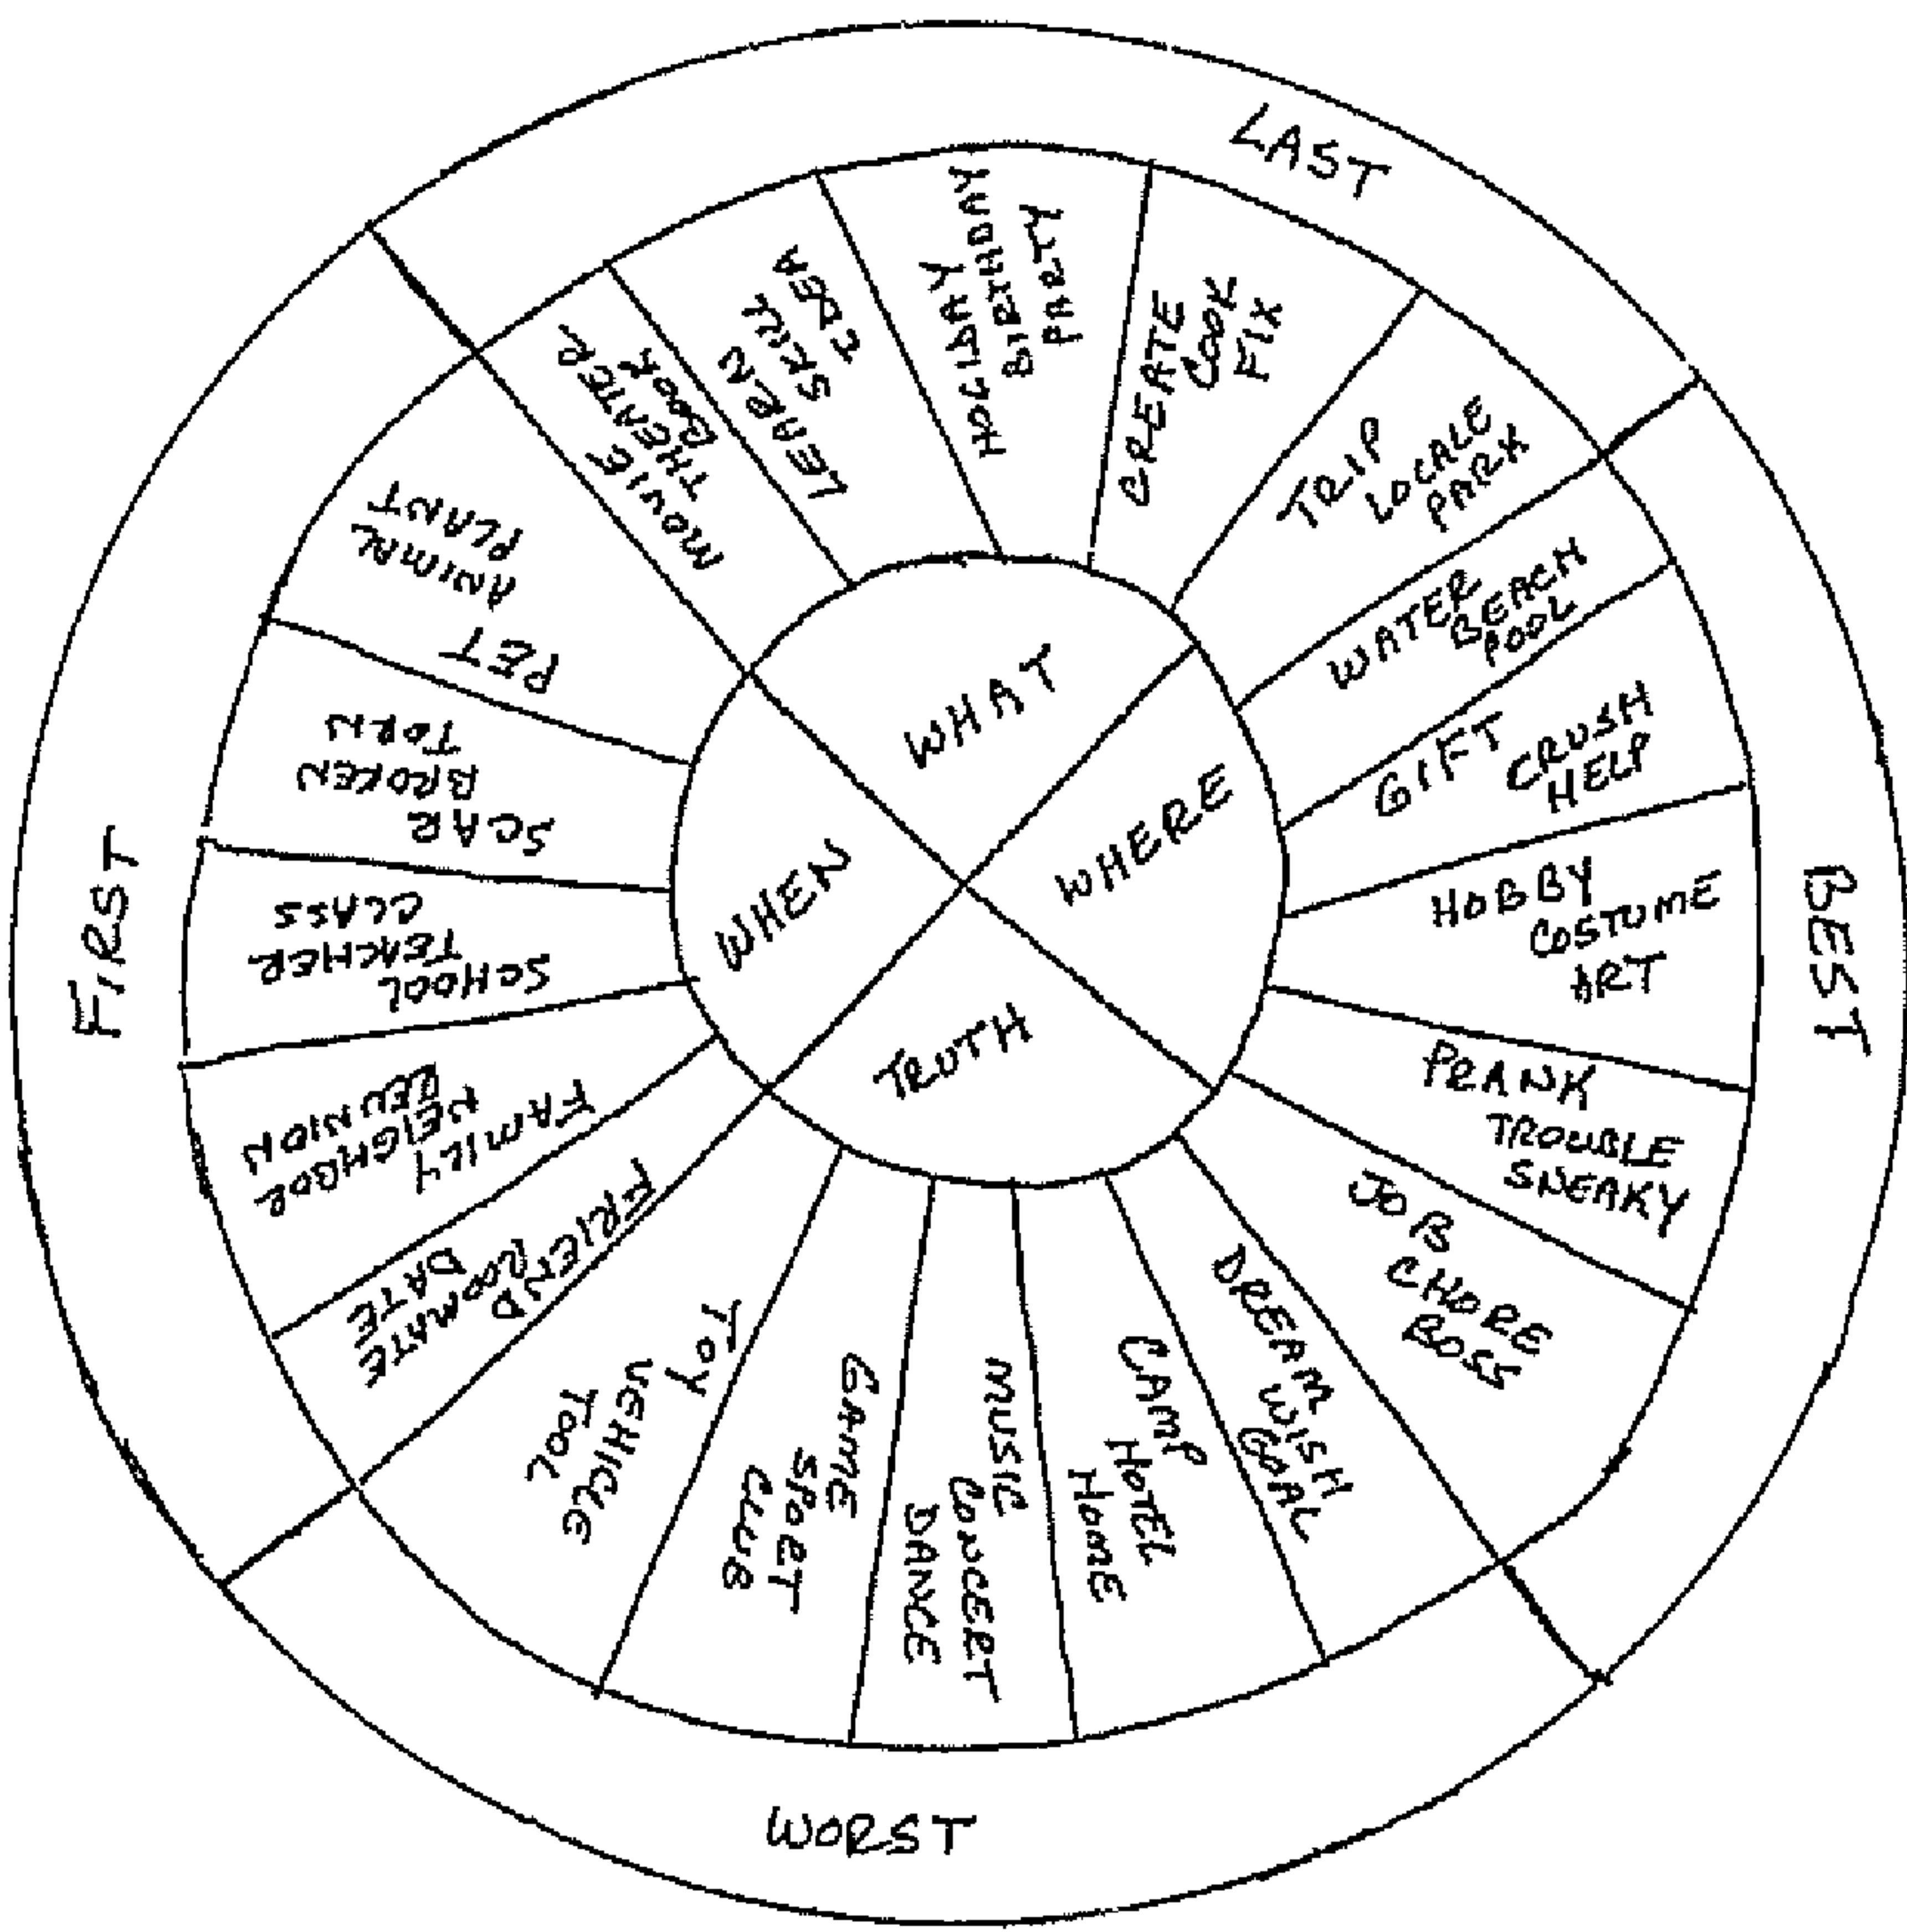 LAST
BEST
WORST
FIRST
WHAT
WHERE
TRUTH
WHEN
MOVIE
THEATER
BOOK
LEARN
SKILL
IDEA
HOLIDAY
BIRTHDAY
PARTY
CREATE
COOK
FIX
TRIP
LOCALE
PARK
WATER
BEACH
POOL
GIFT
CRUSH
HELP
HOBBY
COSTUME
ART
PRANK
TROUBLE
SNEAKY
JOB
CHORE
BOSS
DREAM
WISH
GOAL
CAMP
HOTEL
HOME
MUSIC
CONCERT
DANCE
GAME
SPORT
CLUB
TOY
VEHICLE
TOOL
FRIEND
ROOMMATE
DATE
FAMILY
NEIGHBOR
REUNION
SCHOOL
TEACHER
CLASS
SCAR
BROKEN
TORN
PET
ANIMAL
PLANT